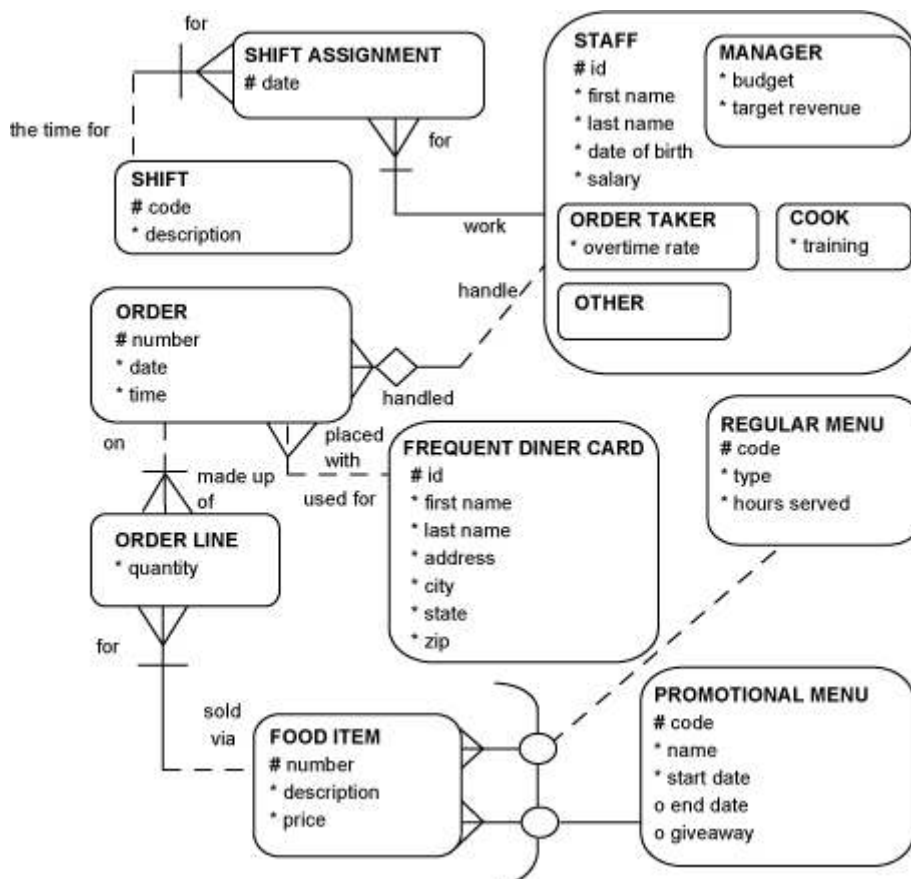 for
SHIFT ASSIGNMENT
# date
the time for
for
SHIFT
# code
* description
work
STAFF
# id
* first name
* last name
* date of birth
* salary
MANAGER
* budget
* target revenue
ORDER TAKER
* overtime rate
COOK
* training
OTHER
handle
ORDER
# number
* date
* time
handled
on
placed
with
made up
of
used for
FREQUENT DINER CARD
# id
* first name
* last name
* address
* city
* state
* zip
REGULAR MENU
# code
* type
* hours served
ORDER LINE
* quantity
for
sold
via
FOOD ITEM
# number
* description
* price
PROMOTIONAL MENU
# code
* name
* start date
o end date
o giveaway